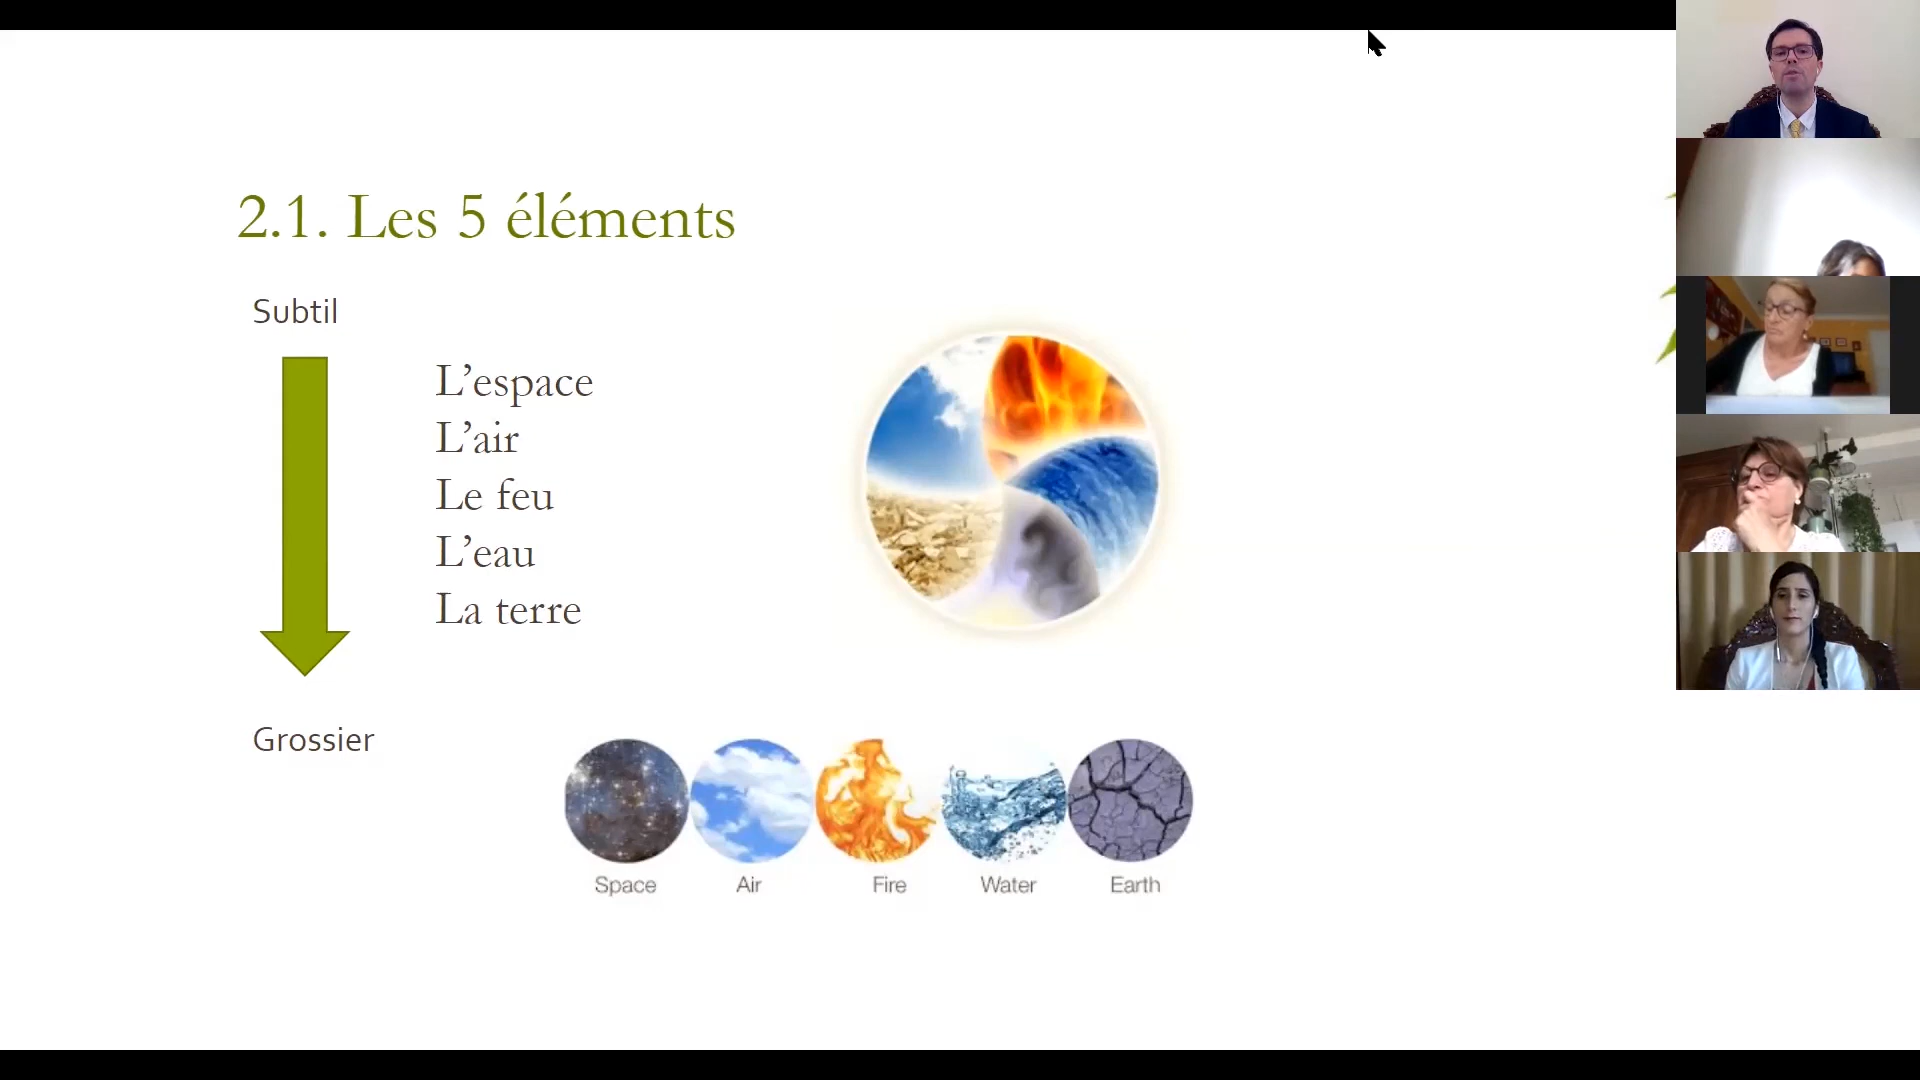 2.1. Les 5 éléments
Subtil
L’espace
L’air
Le feu
L’eau
La terre
Grossier
Space Air Fire Water Earth